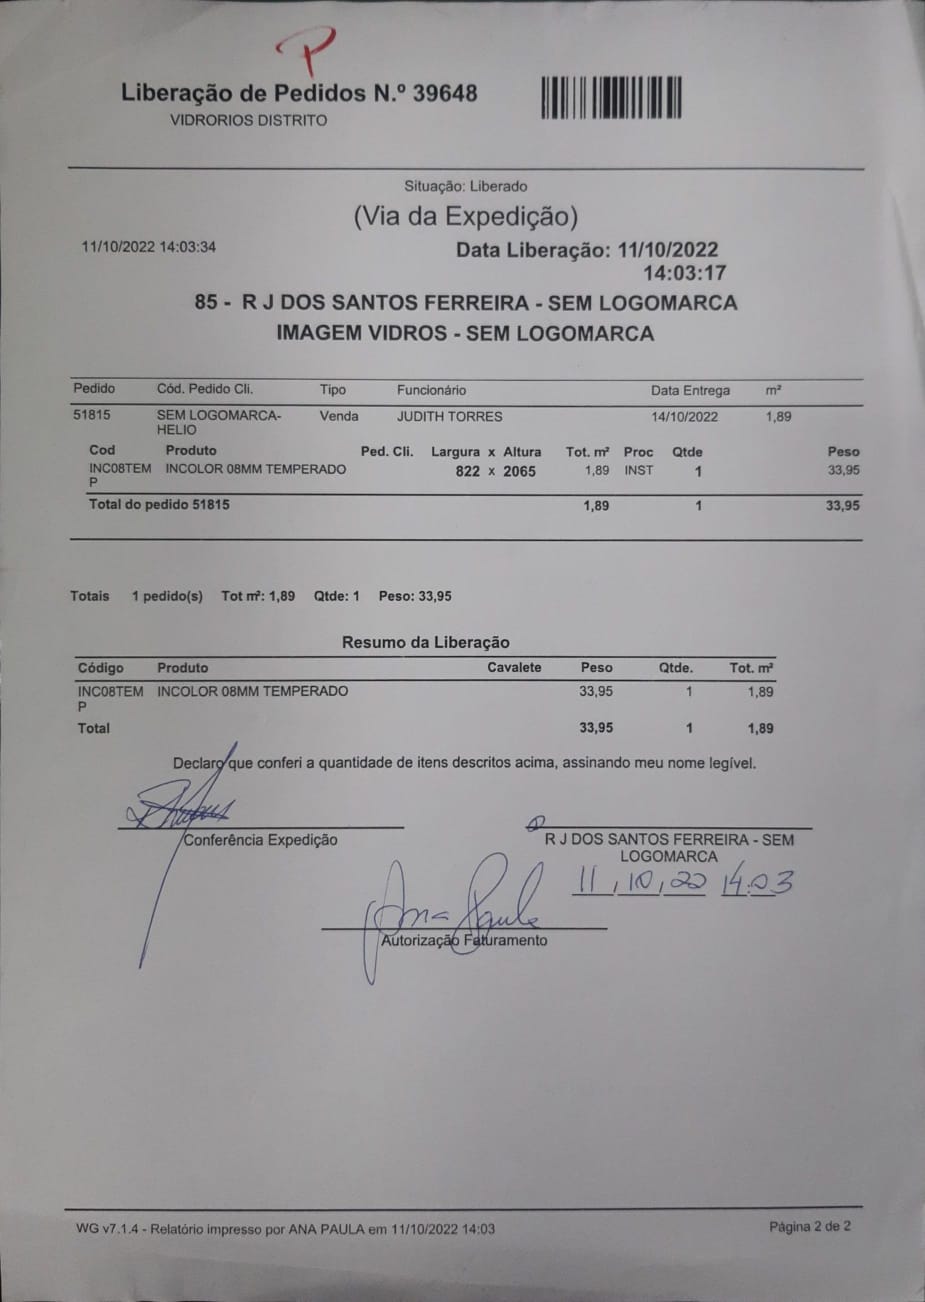 P
Liberação de Pedidos N.º 39648
VIDRORIOS DISTRITO
Situação: Liberado
(Via da Expedição)
11/10/2022 14:03:34
Data Liberação: 11/10/2022
14:03:17
85 - R J DOS SANTOS FERREIRA - SEM LOGOMARCA
IMAGEM VIDROS - SEM LOGOMARCA
Pedido Cód. Pedido Cli. Tipo Funcionário Data Entrega m²
51815 SEM LOGOMARCA- Venda JUDITH TORRES 14/10/2022 1,89
HELIO
Cod Produto Ped. Cli. Largura x Altura Tot. m² Proc Qtde Peso
INC08TEM INCOLOR 08MM TEMPERADO 822 x 2065 1,89 INST 1 33,95
P
Total do pedido 51815 1,89 1 33,95
Totais 1 pedido(s) Tot m²: 1,89 Qtde: 1 Peso: 33,95
Resumo da Liberação
Código Produto Cavalete Peso Qtde. Tot. m²
INC08TEM INCOLOR 08MM TEMPERADO 33,95 1 1,89
P
Total 33,95 1 1,89
Declaro que conferi a quantidade de itens descritos acima, assinando meu nome legível.
Conferência Expedição
R J DOS SANTOS FERREIRA - SEM
LOGOMARCA
11,10,22 14:03
Ana Paula
Autorização Faturamento
WG v7.1.4 - Relatório impresso por ANA PAULA em 11/10/2022 14:03
Página 2 de 2